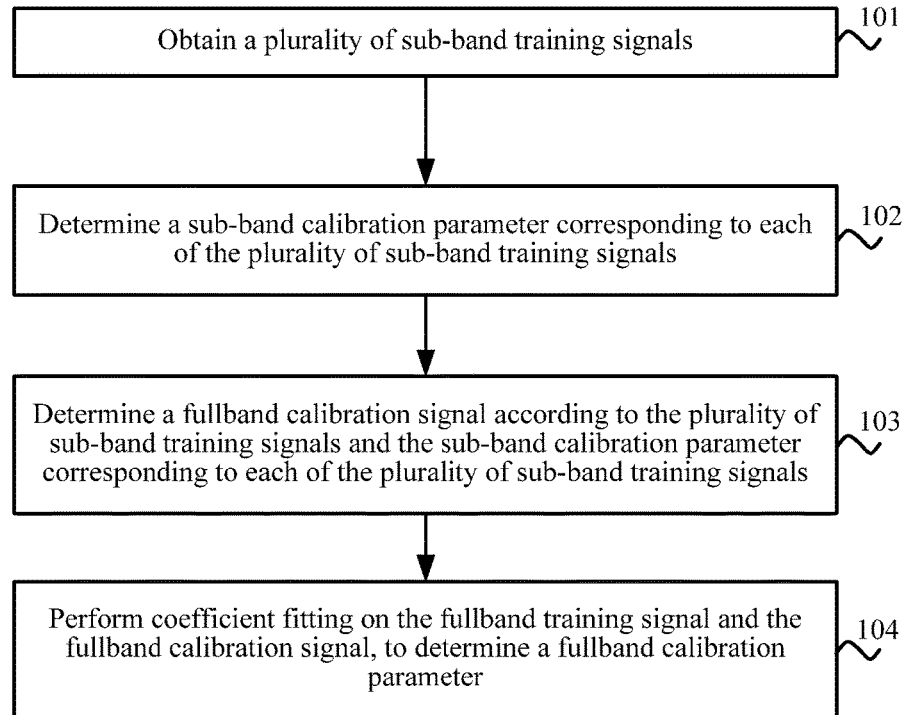 Obtain a plurality of sub-band training signals
101
Determine a sub-band calibration parameter corresponding to each
of the plurality of sub-band training signals
102
Determine a fullband calibration signal according to the plurality of
sub-band training signals and the sub-band calibration parameter
corresponding to each of the plurality of sub-band training signals
103
Perform coefficient fitting on the fullband training signal and the
fullband calibration signal, to determine a fullband calibration
parameter
104